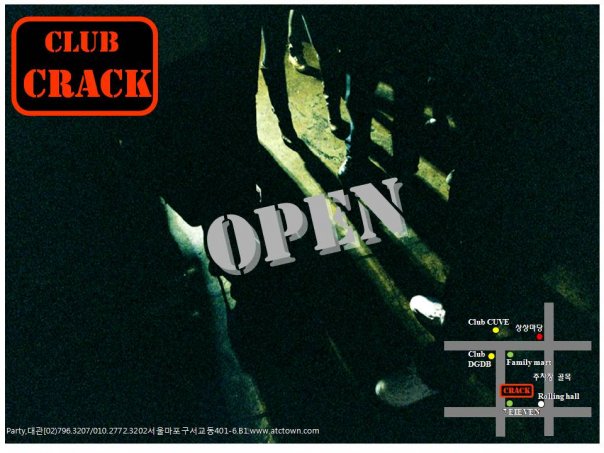 CLUB
CRACK
OPEN
Club CUVE
상상마당
Club
DGDB
Family mart
주차장 골목
CRACK
Rolling hall
7ELEVEN
Party,대관[02)796.3207/010.2772.3202서울마포구서교동401-6.B1.www.atctown.com